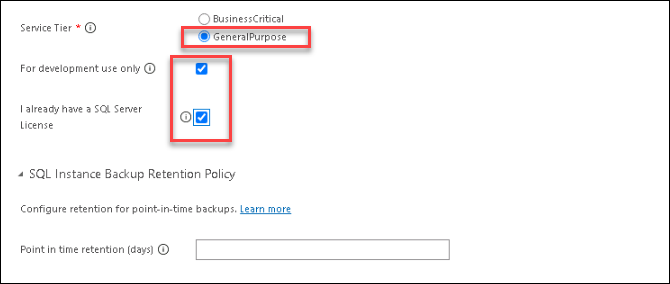 BusinessCritical
Service Tier * 
GeneralPurpose
For development use only
I already have a SQL Server
License
SQL Instance Backup Retention Policy
Configure retention for point-in-time backups. Learn more
Point in time retention (days)